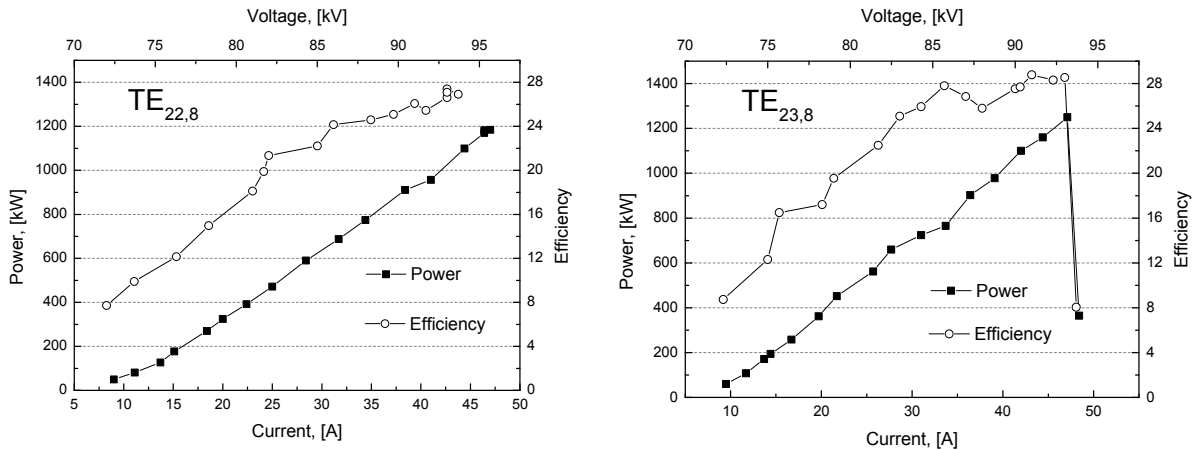 Voltage, [kV]
70 75 80 85 90 95
1400
1200
1000
800
600
400
200
0
Power, [kW]
TE22,8
Power
Efficiency
28
24
20
16
12
8
4
0
Efficiency
5 10 15 20 25 30 35 40 45 50
Current, [A]
Voltage, [kV]
70 75 80 85 90 95
1400
1200
1000
800
600
400
200
0
Power, [kW]
TE23,8
Power
Efficiency
28
24
20
16
12
8
4
0
Efficiency
10 20 30 40 50
Current, [A]